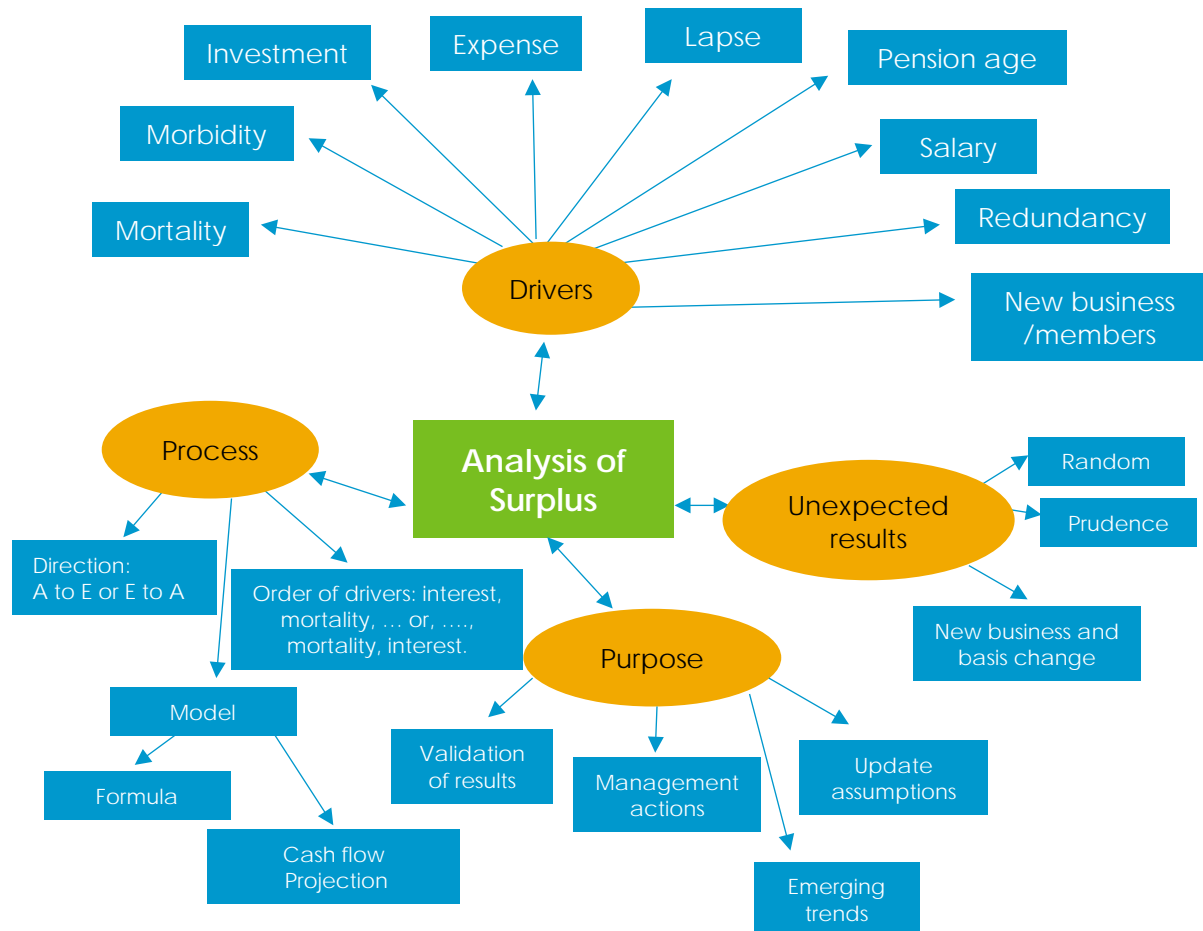 Investment
Expense
Lapse
Pension age
Morbidity
Salary
Mortality
Redundancy
Drivers
New business
/members
Process
Analysis of
Surplus
Unexpected
results
Random
Prudence
New business and
basis change
Direction:
A to E or E to A
Order of drivers: interest,
mortality, … or, ….,
mortality, interest.
Model
Formula
Cash flow
Projection
Purpose
Validation
of results
Management
actions
Update
assumptions
Emerging
trends